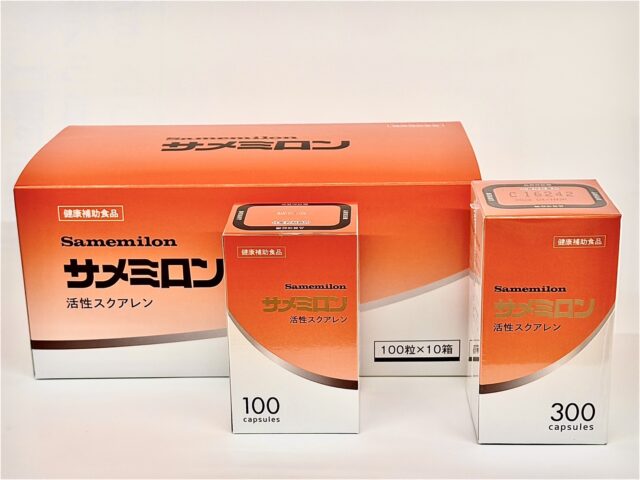 Samemilon
サメミロン
健康補助食品
Samemilon
サメミロン
活性スクアレン
100粒×10箱
健康補助食品
Samemilon
サメミロン
活性スクアレン
100
capsules
C 16242
健康補助食品
Samemilon
サメミロン
活性スクアレン
300
capsules